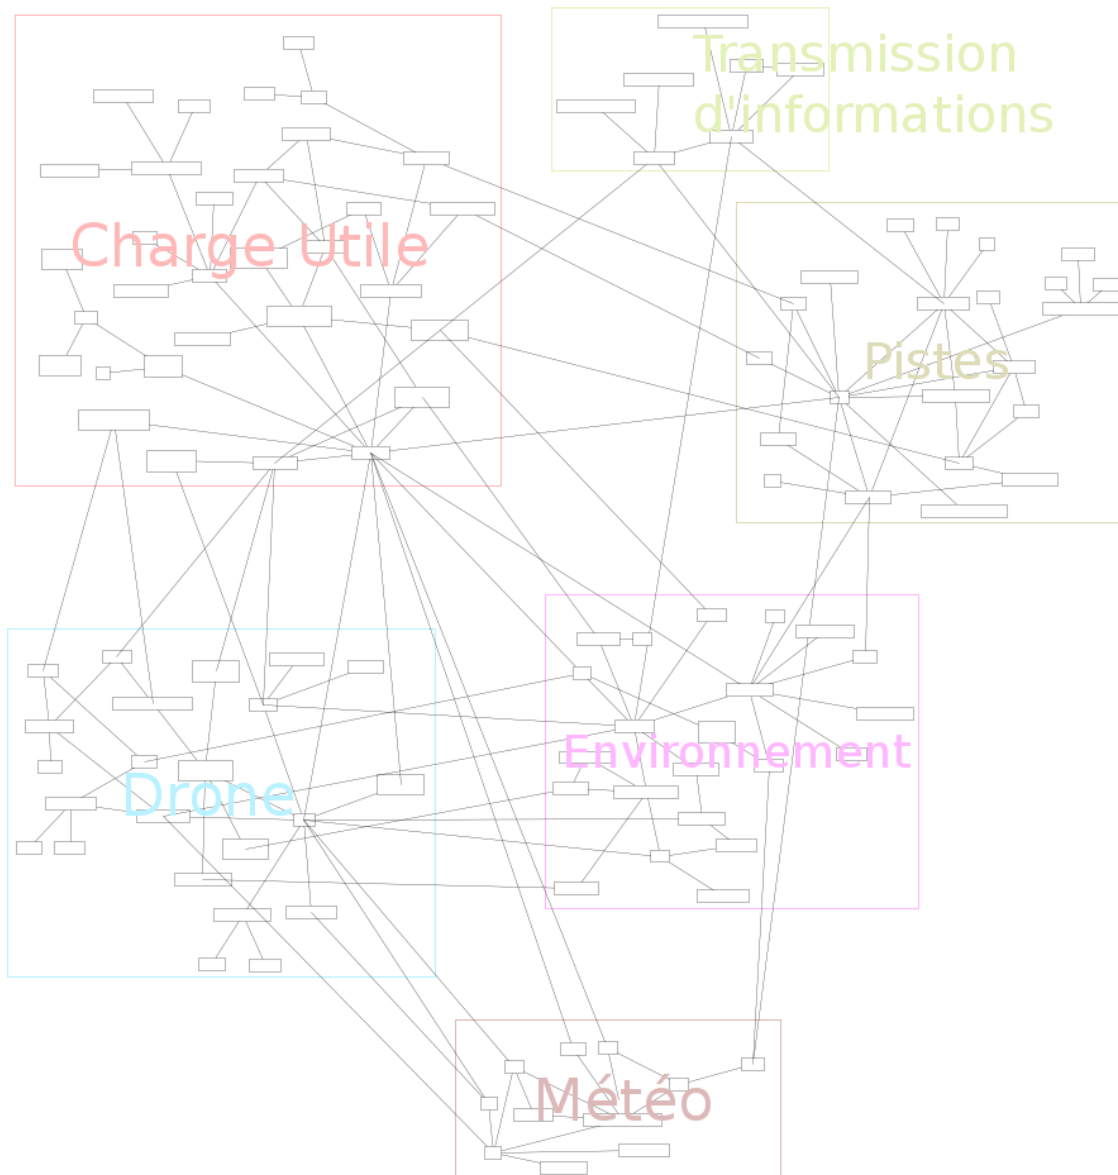 Transmission
d'informations
Charge Utile
Pistes
Environnement
Drone
Météo